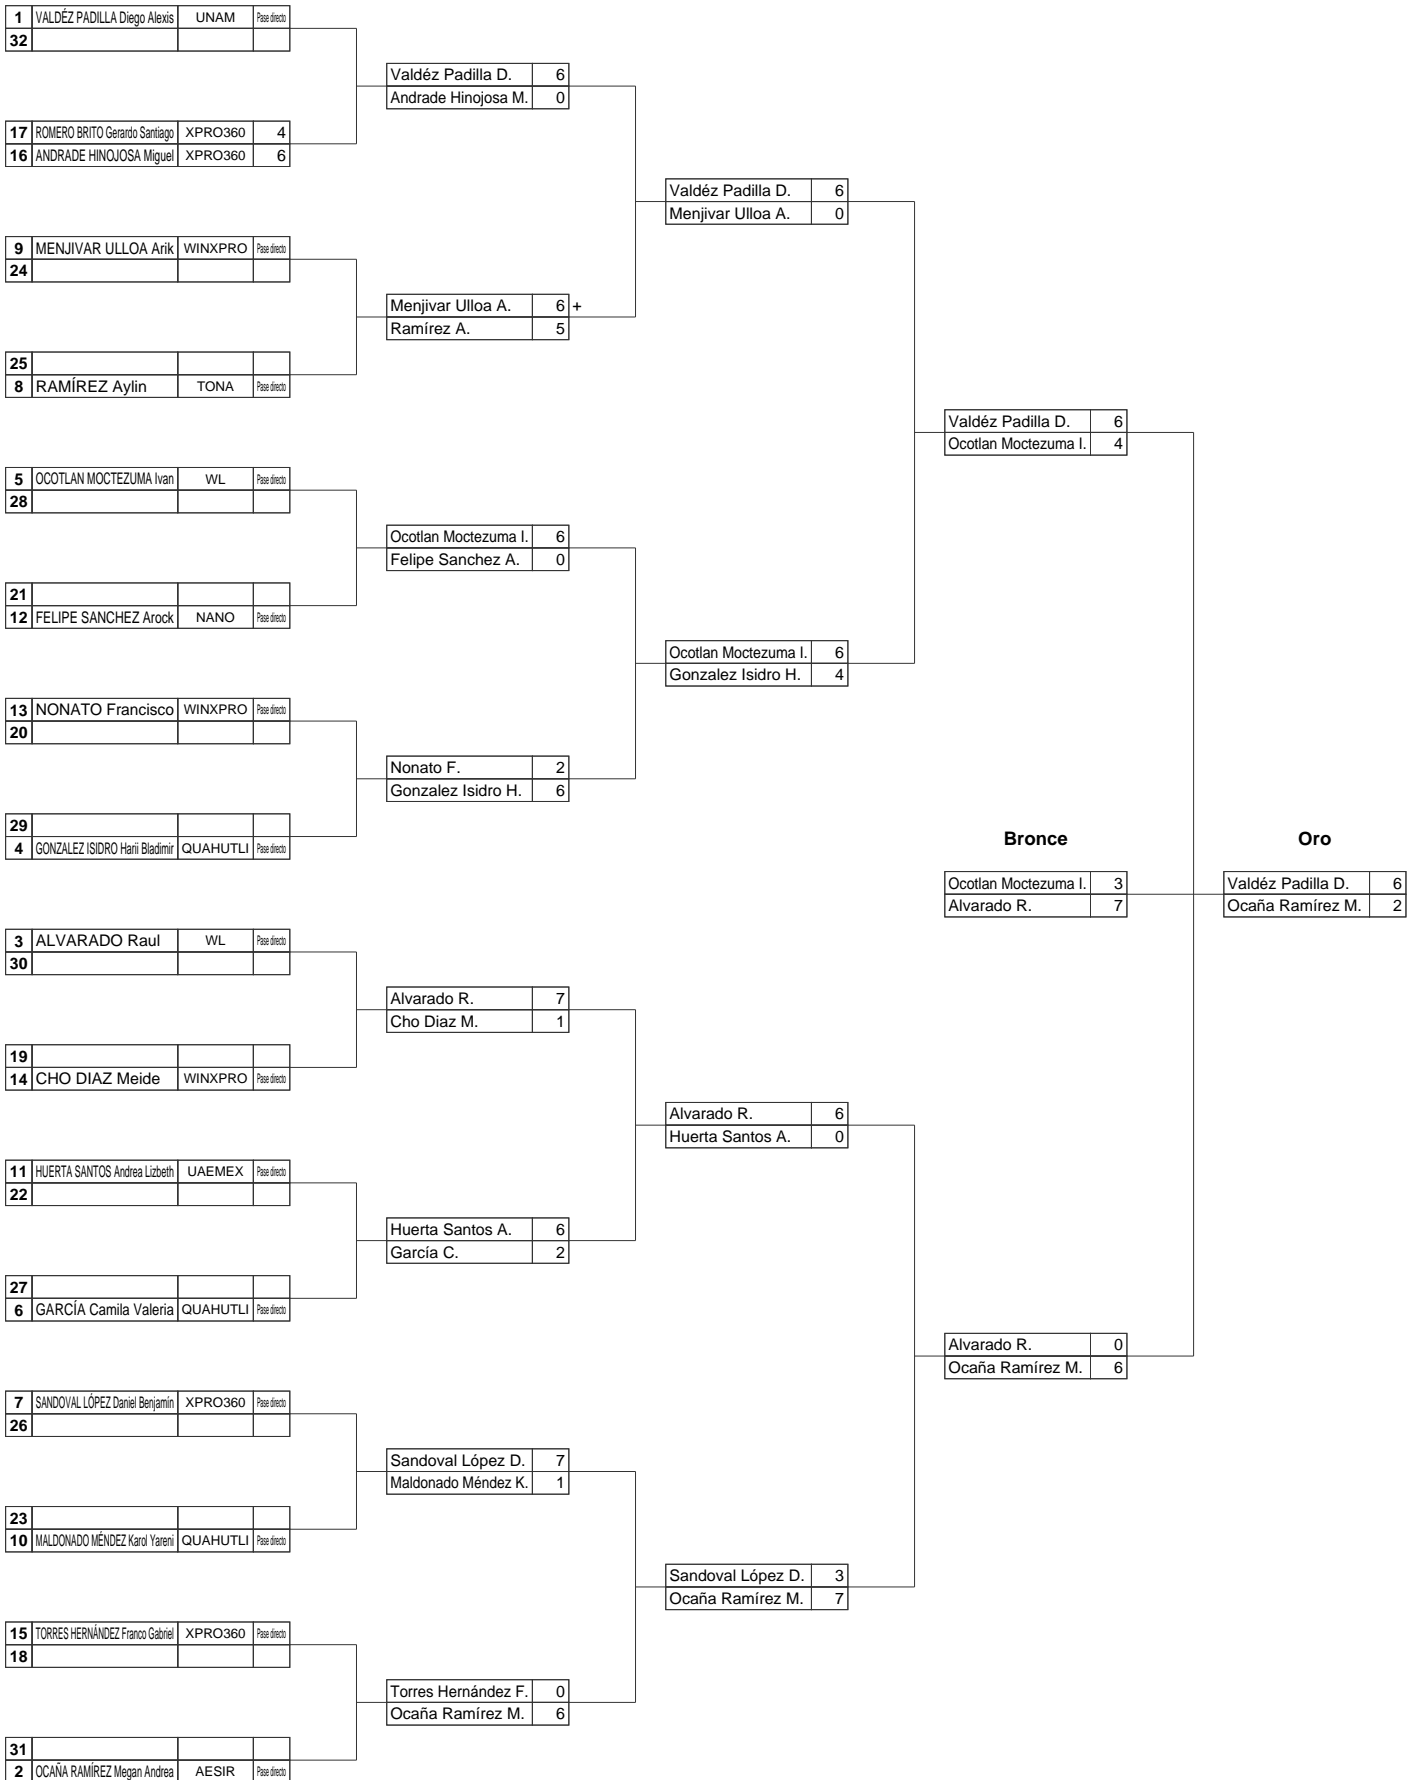 1 VALDÉZ PADILLA Diego Alexis UNAM Pase directo
32
Valdéz Padilla D. 6
Andrade Hinojosa M. 0
17 ROMERO BRITO Gerardo Santiago XPRO360 4
16 ANDRADE HINOJOSA Miguel XPRO360 6
Valdéz Padilla D. 6
Menjivar Ulloa A. 0
9 MENJIVAR ULLOA Arik WINXPRO Pase directo
24
Menjivar Ulloa A. 6 +
Ramírez A. 5
25
8 RAMÍREZ Aylin TONA Pase directo
Valdéz Padilla D. 6
Ocotlan Moctezuma I. 4
5 OCOTLAN MOCTEZUMA Ivan WL Pase directo
28
Ocotlan Moctezuma I. 6
Felipe Sanchez A. 0
21
12 FELIPE SANCHEZ Arock NANO Pase directo
Ocotlan Moctezuma I. 6
Gonzalez Isidro H. 4
13 NONATO Francisco WINXPRO Pase directo
20
Nonato F. 2
Gonzalez Isidro H. 6
29
4 GONZALEZ ISIDRO Harii Bladimir QUAHUTLI Pase directo
Bronce Oro
Ocotlan Moctezuma I. 3 Valdéz Padilla D. 6
Alvarado R. 7 Ocaña Ramírez M. 2
3 ALVARADO Raul WL Pase directo
30
Alvarado R. 7
Cho Diaz M. 1
19
14 CHO DIAZ Meide WINXPRO Pase directo
Alvarado R. 6
Huerta Santos A. 0
11 HUERTA SANTOS Andrea Lizbeth UAEMEX Pase directo
22
Huerta Santos A. 6
García C. 2
27
6 GARCÍA Camila Valeria QUAHUTLI Pase directo
Alvarado R. 0
Ocaña Ramírez M. 6
7 SANDOVAL LÓPEZ Daniel Benjamín XPRO360 Pase directo
26
Sandoval López D. 7
Maldonado Méndez K. 1
23
10 MALDONADO MÉNDEZ Karol Yareni QUAHUTLI Pase directo
Sandoval López D. 3
Ocaña Ramírez M. 7
15 TORRES HERNÁNDEZ Franco Gabriel XPRO360 Pase directo
18
Torres Hernández F. 0
Ocaña Ramírez M. 6
31
2 OCAÑA RAMÍREZ Megan Andrea AESIR Pase directo